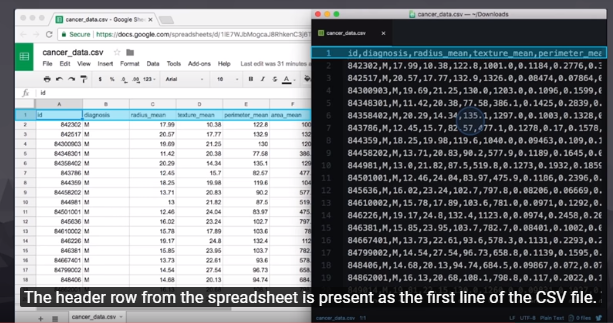 cancer_data.csv - Google She
Secure
https://docs.google.com/spreadsheets/d/1lE7WJbMogcaJ8RhkenC3j6T
cancer_data.csv
File Edit View Insert Format Data Tools Add-ons Help Last edit was 31 minutes a
$ % .0 .00 123 Arial 10 B I S A
fx id
A B C D E F
1 id diagnosis radius_mean texture_mean perimeter_mean area_mean
2 842302 M 17.99 10.38 122.8 100
3 842517 M 20.57 17.77 132.9 132
4 84300903 M 19.69 21.25 130 120
5 84348301 M 11.42 20.38 77.58 386.
6 84358402 M 20.29 14.34 135.1 129
7 843786 M 12.45 15.7 82.57 477.
8 844359 M 18.25 19.98 119.6 104
9 84458202 M 13.71 20.83 90.2 577.
10 844981 M 13 21.82 87.5 519.
11 84501001 M 12.46 24.04 83.97 475.
12 845636 M 16.02 23.24 102.7 797.
13 84610002 M 15.78 17.89 103.6 78
14 846226 M 19.17 24.8 132.4 112
15 846381 M 15.85 23.95 103.7 782.
16 84667401 M 13.73 22.61 93.6 578.
17 84799002 M 14.54 27.54 96.73 658.
18 848406 M 14.68 20.13 94.74 684.
cancer_data.csv
cancer_data.csv — ~/Downloads
cancer_data.csv
1 id,diagnosis,radius_mean,texture_mean,perimeter_mea
2 842302,M,17.99,10.38,122.8,1001.0,0.1184,0.2776,0.3
3 842517,M,20.57,17.77,132.9,1326.0,0.08474,0.07864,0
4 84300903,M,19.69,21.25,130.0,1203.0,0.1096,0.1599,0
5 84348301,M,11.42,20.38,77.58,386.1,0.1425,0.2839,0.
6 84358402,M,20.29,14.34,135.1,1297.0,0.1003,0.1328,0
7 843786,M,12.45,15.7,82.57,477.1,0.1278,0.17,0.1578,
8 844359,M,18.25,19.98,119.6,1040.0,0.09463,0.109,0.1
9 84458202,M,13.71,20.83,90.2,577.9,0.1189,0.1645,0.0
10 844981,M,13.0,21.82,87.5,519.8,0.1273,0.1932,0.1859
11 84501001,M,12.46,24.04,83.97,475.9,0.1186,0.2396,0.
12 845636,M,16.02,23.24,102.7,797.8,0.08206,0.06669,0.
13 84610002,M,15.78,17.89,103.6,781.0,0.0971,0.1292,0.
14 846226,M,19.17,24.8,132.4,1123.0,0.0974,0.2458,0.20
15 846381,M,15.85,23.95,103.7,782.7,0.08401,0.1002,0.0
16 84667401,M,13.73,22.61,93.6,578.3,0.1131,0.2293,0.2
17 84799002,M,14.54,27.54,96.73,658.8,0.1139,0.1595,0.
18 848406,M,14.68,20.13,94.74,684.5,0.09867,0.072,0.07
19 84862001,M,16.13,20.68,108.1,798.8,0.117,0.2022,0.1
The header row from the spreadsheet is present as the first line of the CSV file.
cancer_data.csv 1:1 LF UTF-8 Plain Text 0 files